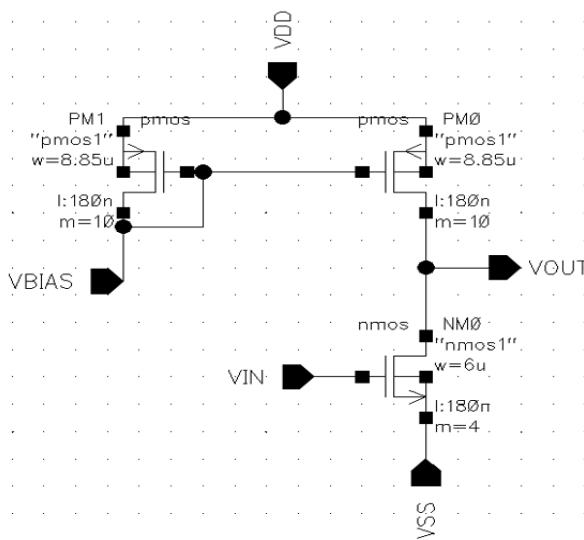 VDD
PM1
pmos
"pmos1"
w=8.85u
l:180n
m=10
pmos
PM0
"pmos1"
w=8.85u
l:180n
m=10
VBIAS
VOUT
nmos
NM0
"nmos1"
w=6u
VIN
l:180n
m=4
VSS